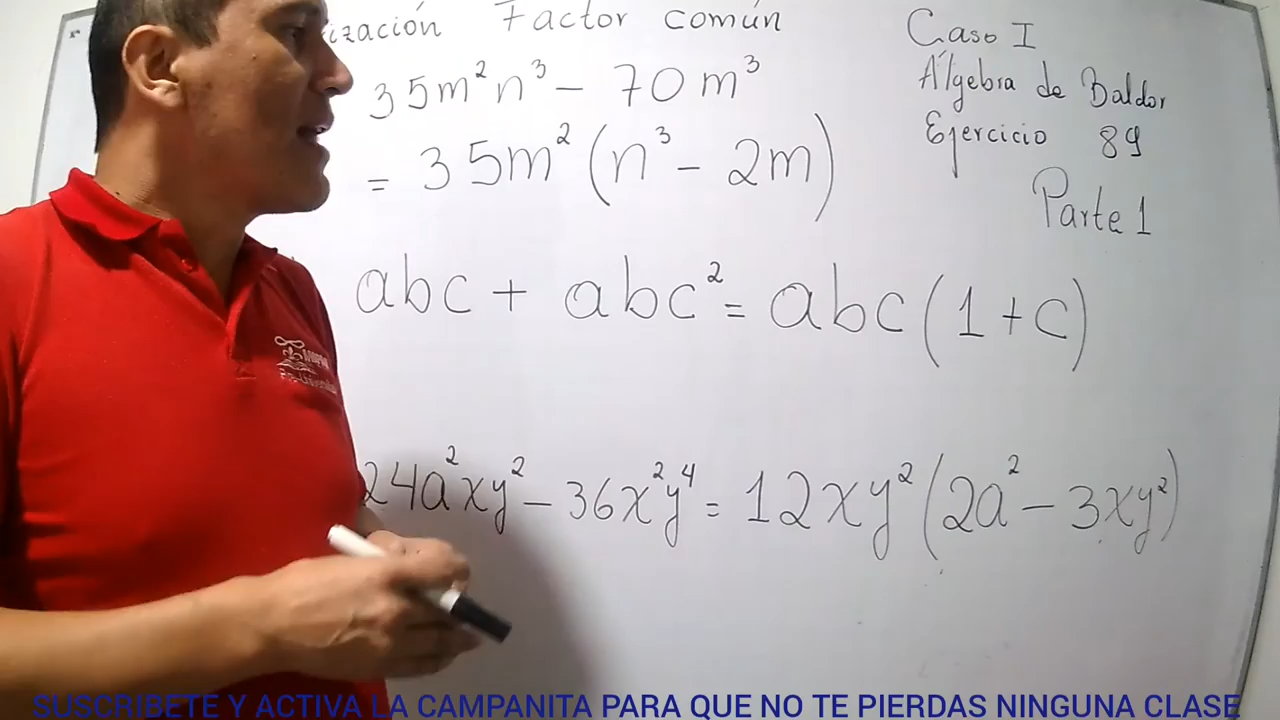 ización Factor común
35m²n³ - 70m³
= 35m² (n³ - 2m)
Caso I
Álgebra de Baldor
Ejercicio 89
Parte 1
abc + abc² = abc (1 + c)
24a²xy² - 36x²y⁴ = 12xy² (2a² - 3xy²)
SUSCRIBETE Y ACTIVA LA CAMPANITA PARA QUE NO TE PIERDAS NINGUNA CLASE